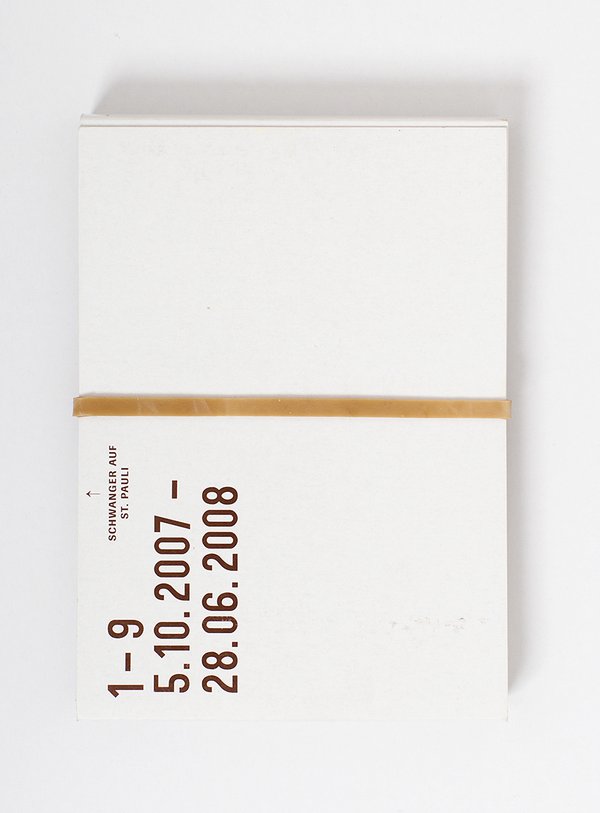 1 – 9
5.10.2007 –
28.06.2008
SCHWANGER AUF
ST. PAULI